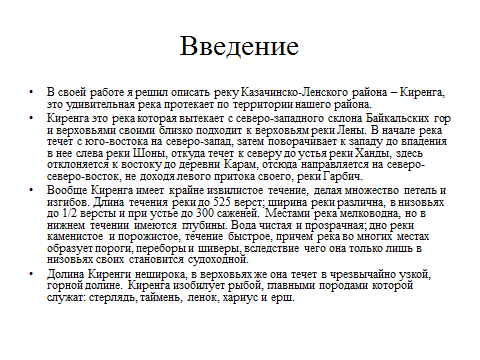 Введение
• В своей работе я решил описать реку Казачинско-Ленского района – Киренга,
это удивительная река протекает по территории нашего района.
• Киренга это река которая вытекает с северо-западного склона Байкальских гор
и верховьями своими близко подходит к верховьям реки Лены. В начале река
течет с юго-востока на северо-запад, затем поворачивает к западу до впадения
в нее слева реки Шоны, откуда течет к северу до устья реки Ханды, здесь
отклоняется к востоку до деревни Карам, отсюда направляется на северо-
северо-восток, не доходя левого притока своего, реки Гарбич.
• Вообще Киренга имеет крайне извилистое течение, делая множество петель и
изгибов. Длина течения реки до 525 верст; ширина реки различна, в низовьях
до 1/2 версты и при устье до 300 саженей. Местами река мелководна, но в
нижнем течении имеются глубины. Вода чистая и прозрачная; дно реки
каменистое и порожистое, течение быстрое, причем река во многих местах
образует пороги, переборы и шиверы, вследствие чего она только лишь в
низовьях своих становится судоходной.
• Долина Киренги неширока, в верховьях же она течет в чрезвычайно узкой,
горной долине. Киренга изобилует рыбой, главными породами которой
служат: стерлядь, таймень, ленок, хариус и ерш.